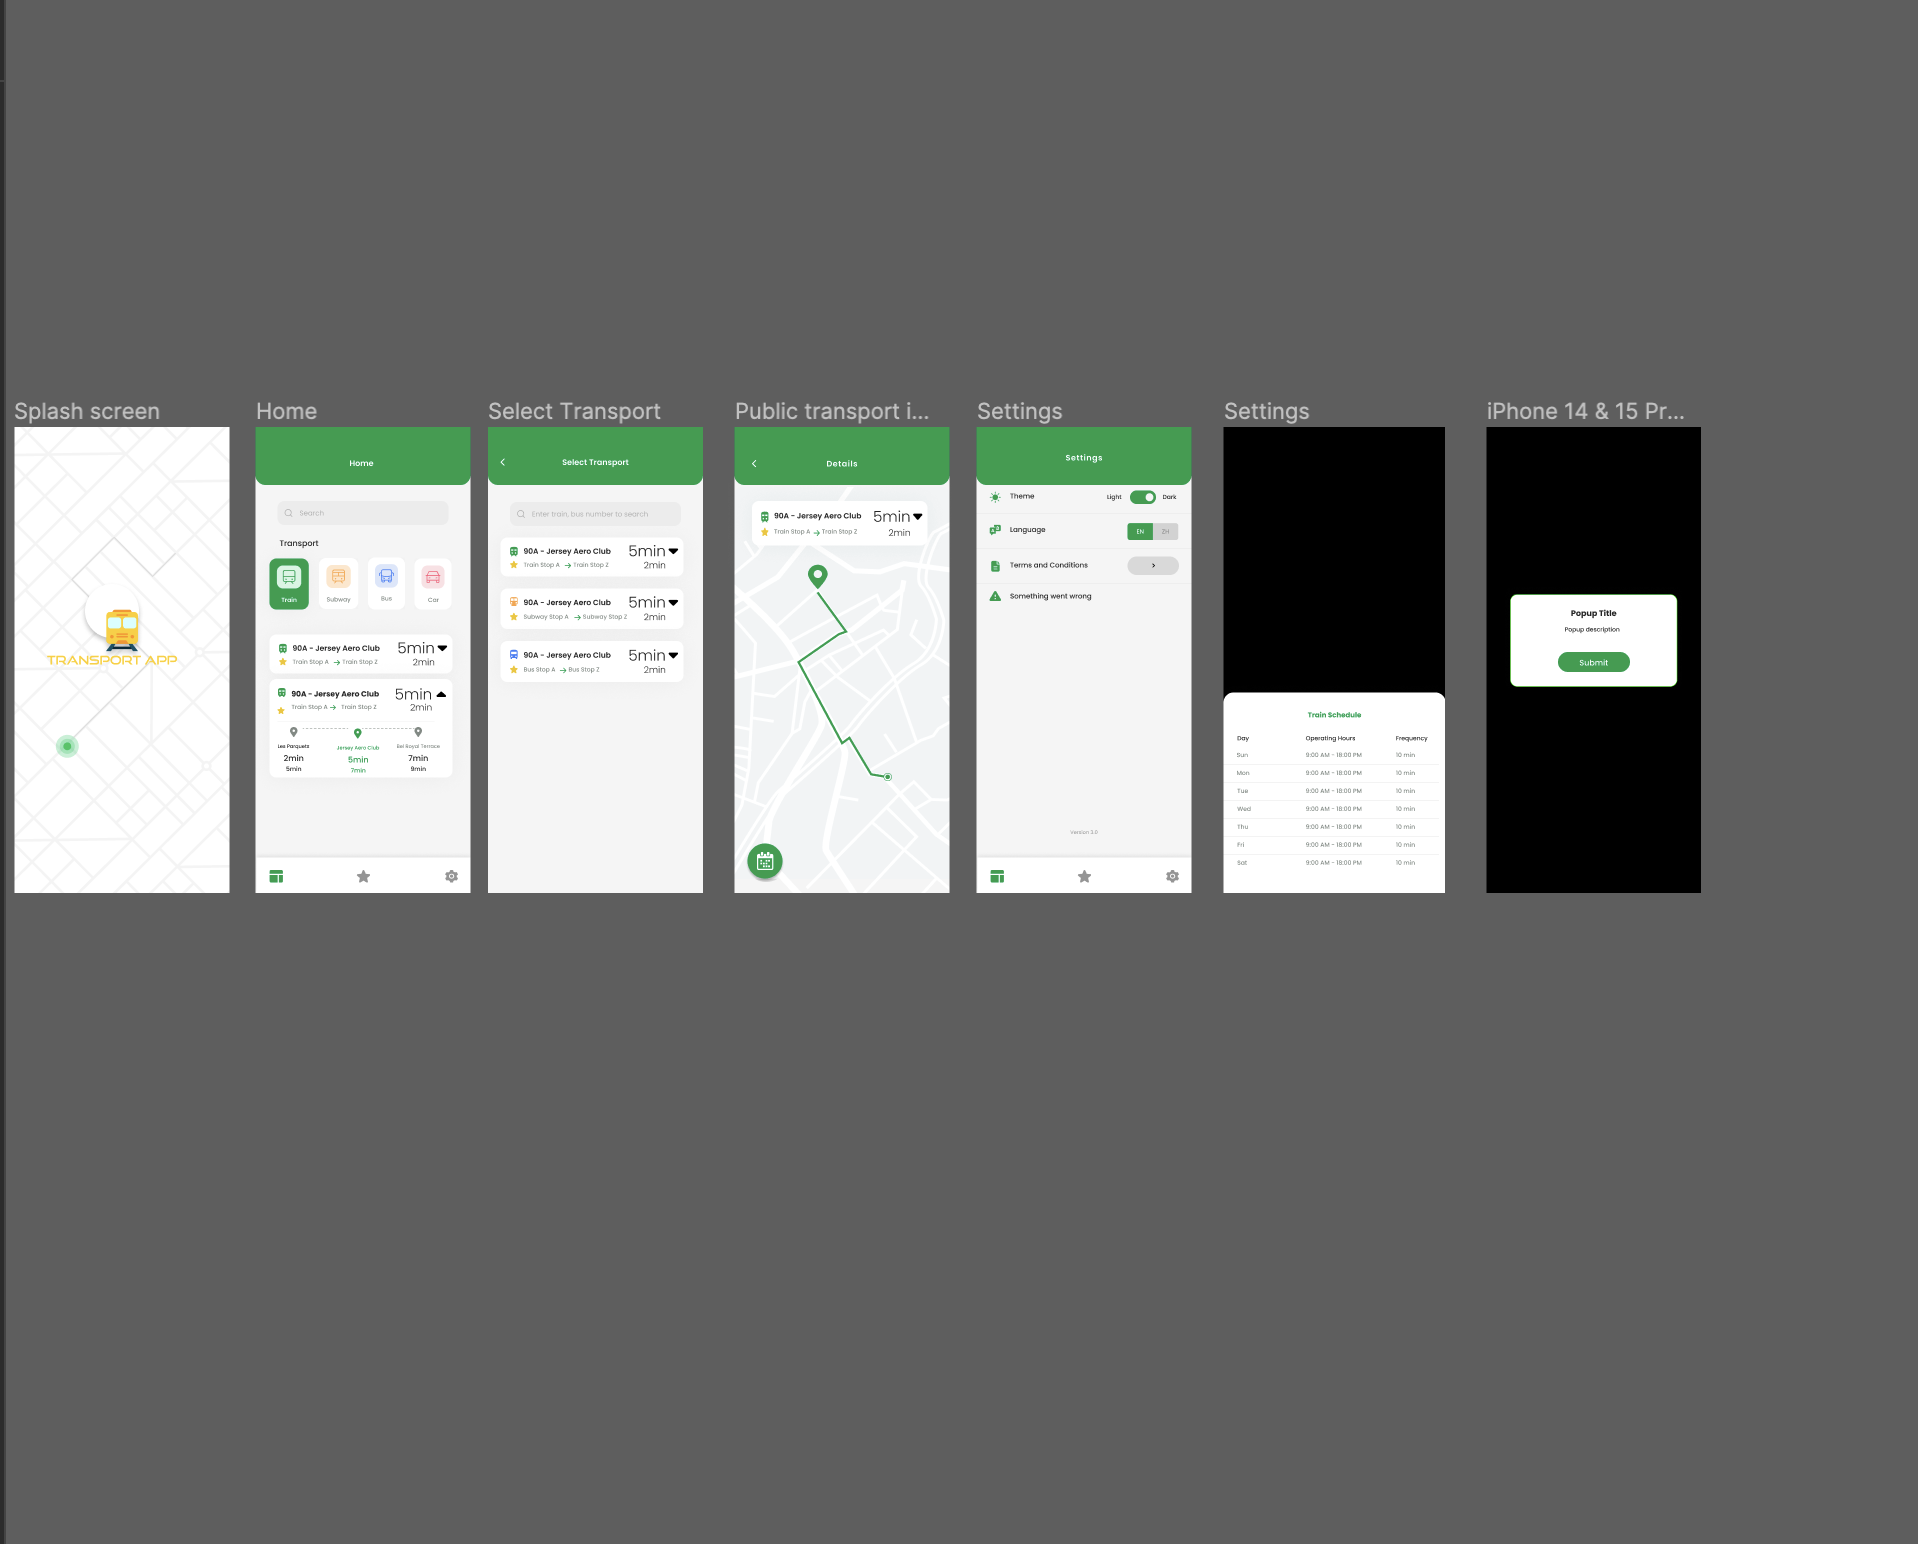 Splash screen
TRANSPORT APP
Home
Home
Search
Transport
Train
Subway
Bus
Car
90A - Jersey Aero Club
5min
Train Stop A
Train Stop Z
2min
90A - Jersey Aero Club
5min
Train Stop A
Train Stop Z
2min
Les Parquets
Jersey Aero Club
Bel Royal Terrace
2min
5min
7min
5min
7min
9min
Select Transport
Select Transport
Enter train, bus number to search
90A - Jersey Aero Club
5min
Train Stop A
Train Stop Z
2min
90A - Jersey Aero Club
5min
Subway Stop A
Subway Stop Z
2min
90A - Jersey Aero Club
5min
Bus Stop A
Bus Stop Z
2min
Public transport i...
Details
90A - Jersey Aero Club
5min
Train Stop A
Train Stop Z
2min
Settings
Settings
Theme
Light
Dark
Language
EN
ZH
Terms and Conditions
Something went wrong
Version 3.0
Settings
Train Schedule
Day Operating Hours Frequency
Sun 9:00 AM - 18:00 PM 10 min
Mon 9:00 AM - 18:00 PM 10 min
Tue 9:00 AM - 18:00 PM 10 min
Wed 9:00 AM - 18:00 PM 10 min
Thu 9:00 AM - 18:00 PM 10 min
Fri 9:00 AM - 18:00 PM 10 min
Sat 9:00 AM - 18:00 PM 10 min
iPhone 14 & 15 Pr...
Popup Title
Popup description
Submit